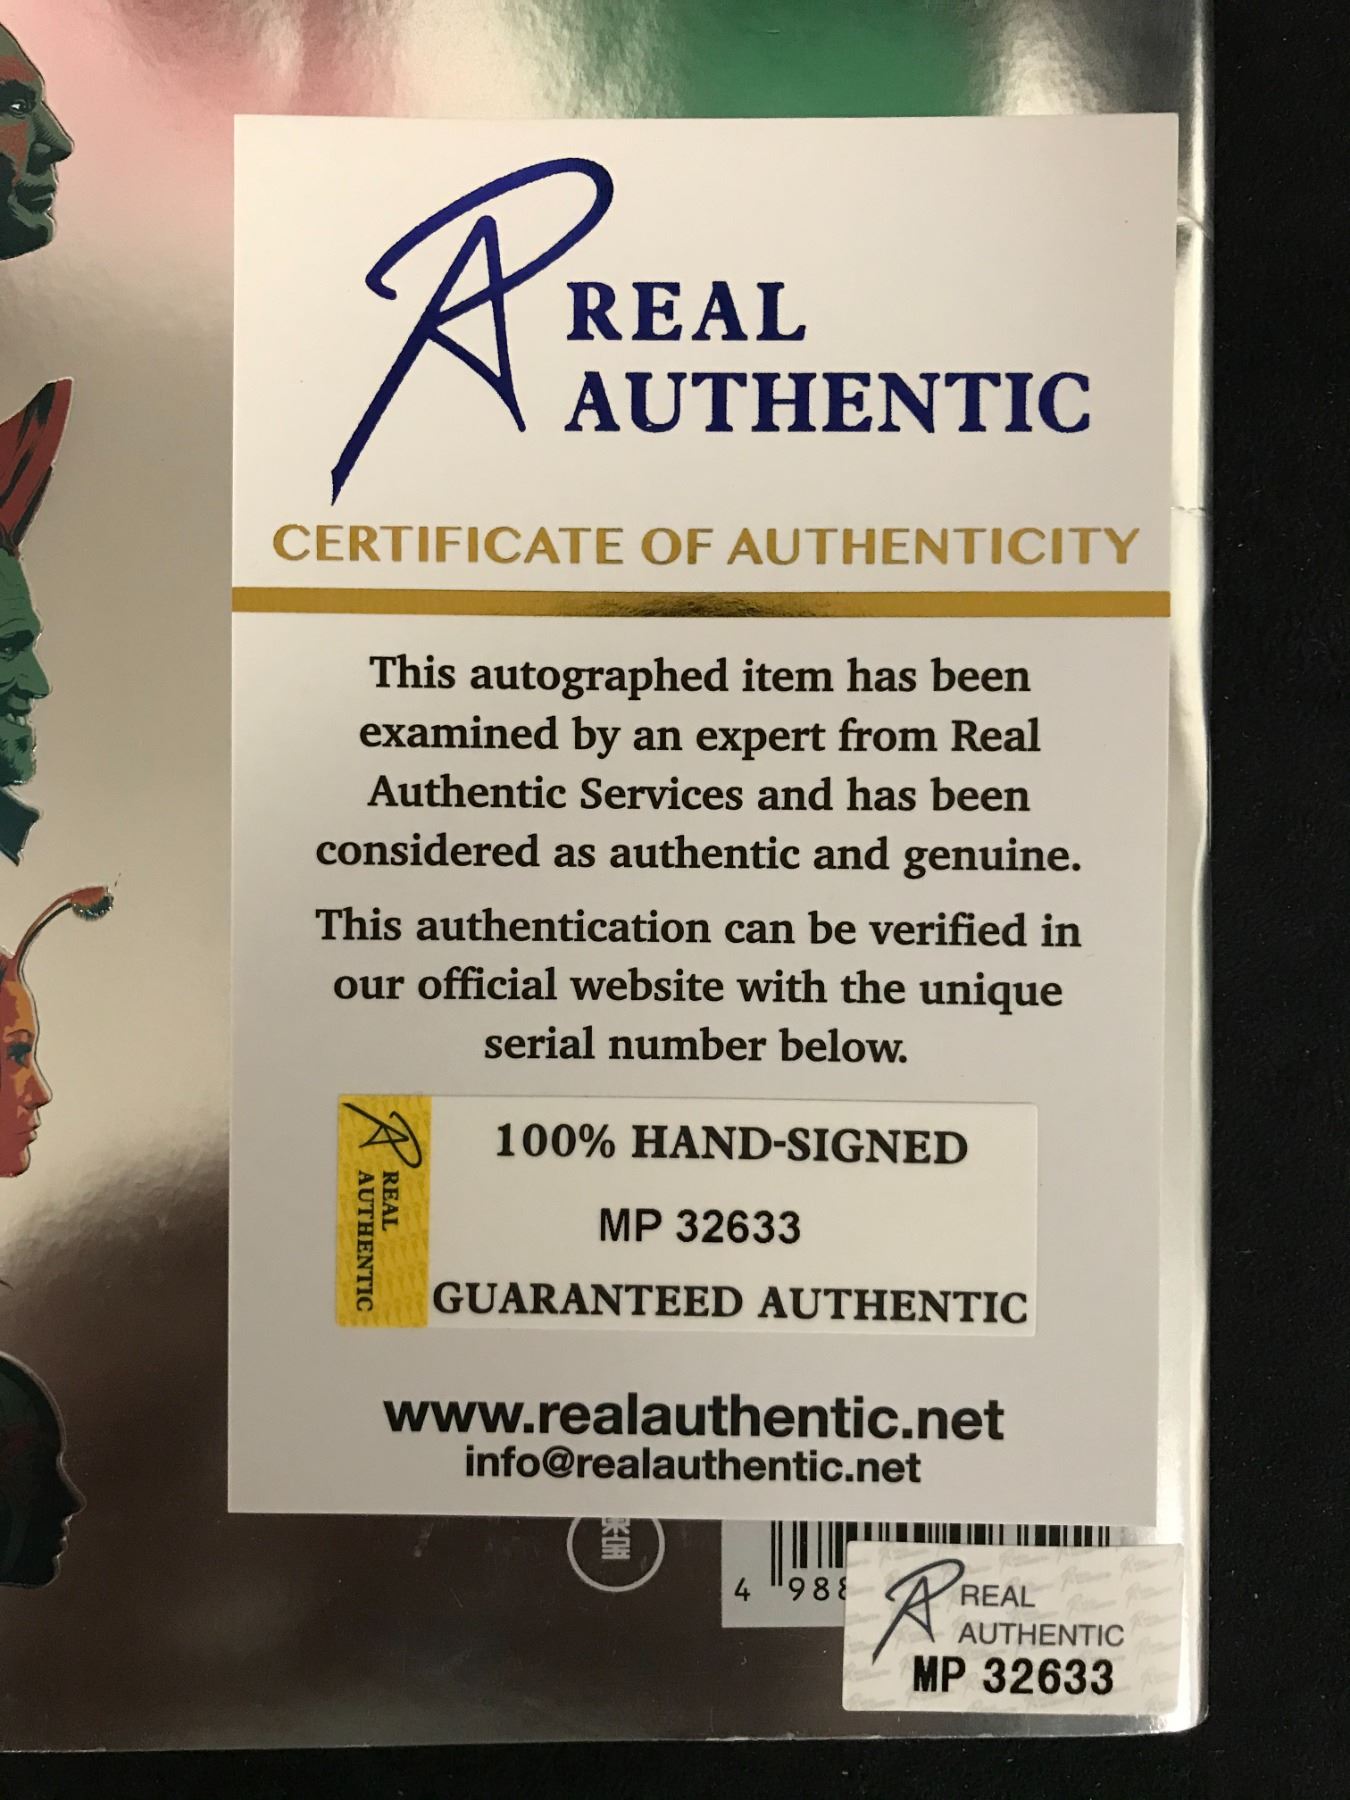 REAL
AUTHENTIC
CERTIFICATE OF AUTHENTICITY
This autographed item has been
examined by an expert from Real
Authentic Services and has been
considered as authentic and genuine.
This authentication can be verified in
our official website with the unique
serial number below.
REAL
AUTHENTIC
100% HAND-SIGNED
MP 32633
GUARANTEED AUTHENTIC
www.realauthentic.net
info@realauthentic.net
4 988
REAL
AUTHENTIC
MP 32633